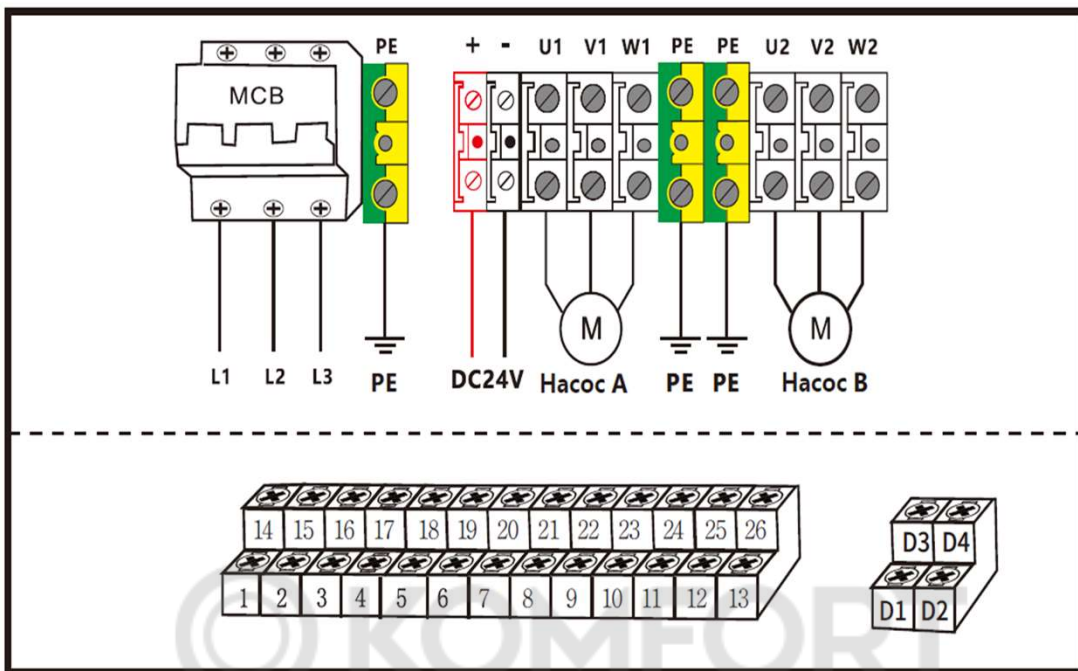 PE + - U1 V1 W1 PE PE U2 V2 W2
MCB
L1 L2 L3 PE DC24V Насос А PE PE Насос В
14 15 16 17 18 19 20 21 22 23 24 25 26
D3 D4
1 2 3 4 5 6 7 8 9 10 11 12 13
D1 D2
M M
© KOMFORT